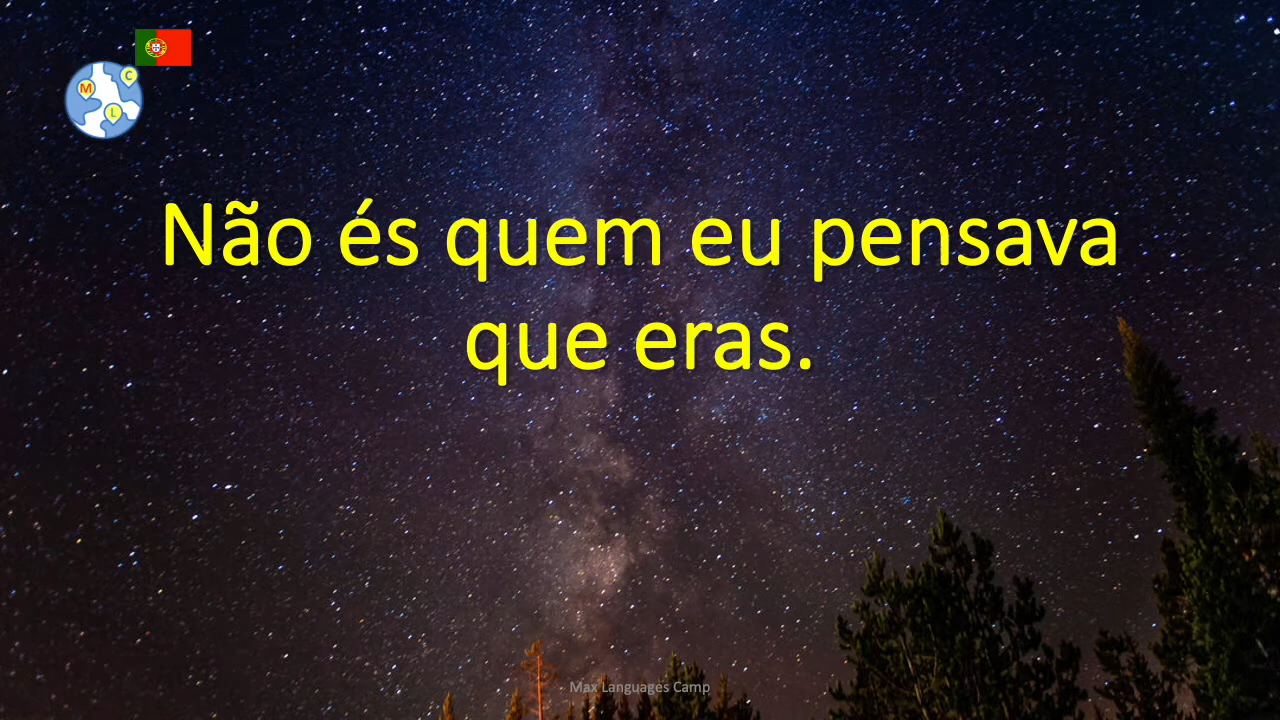 C
M
L
Não és quem eu pensava
que eras.
Max Languages Camp